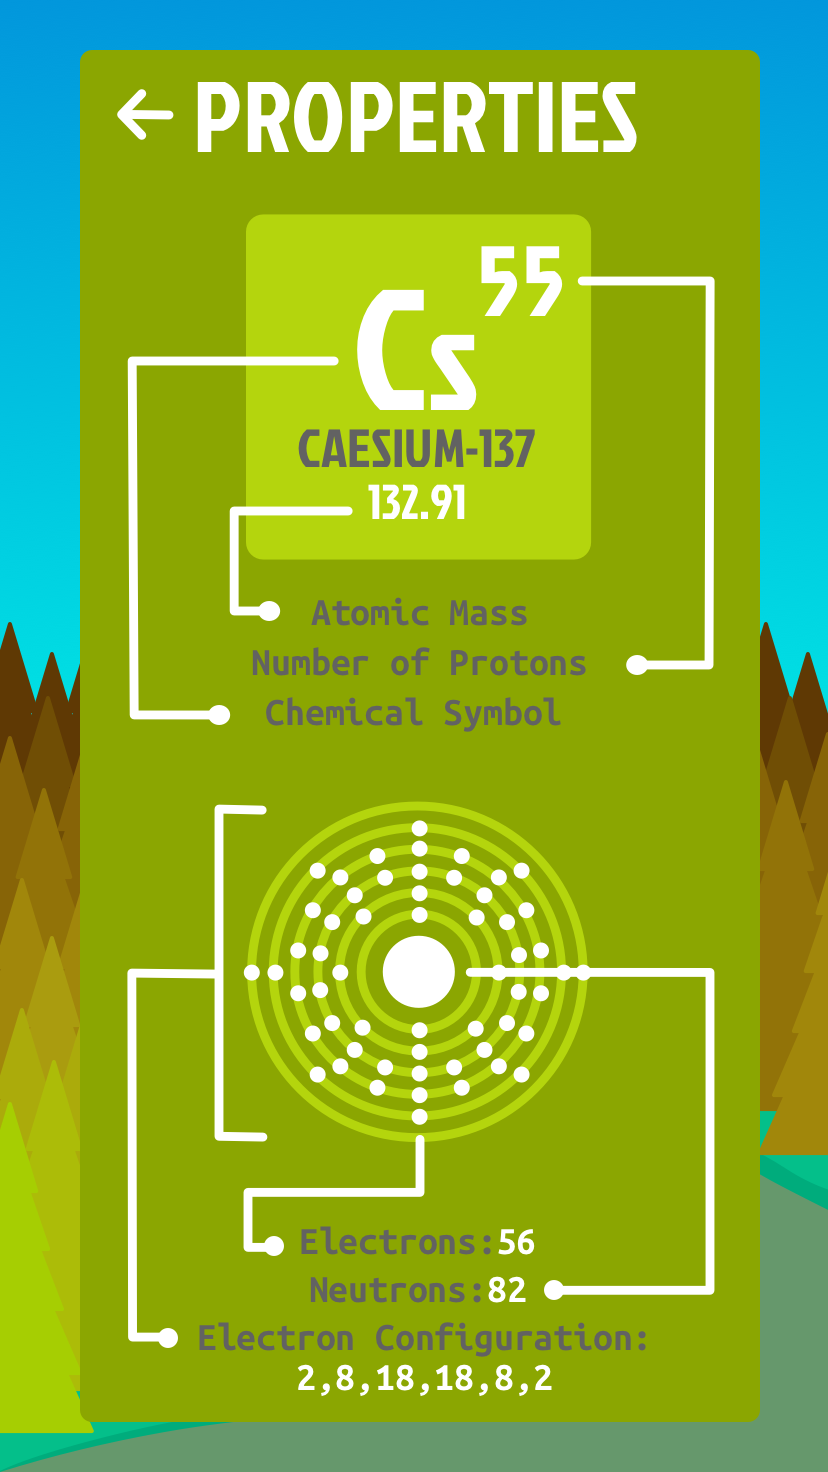 PROPERTIES
55
Cs
CAESIUM-137
132.91
Atomic Mass
Number of Protons
Chemical Symbol
Electrons:56
Neutrons:82
Electron Configuration:
2,8,18,18,8,2